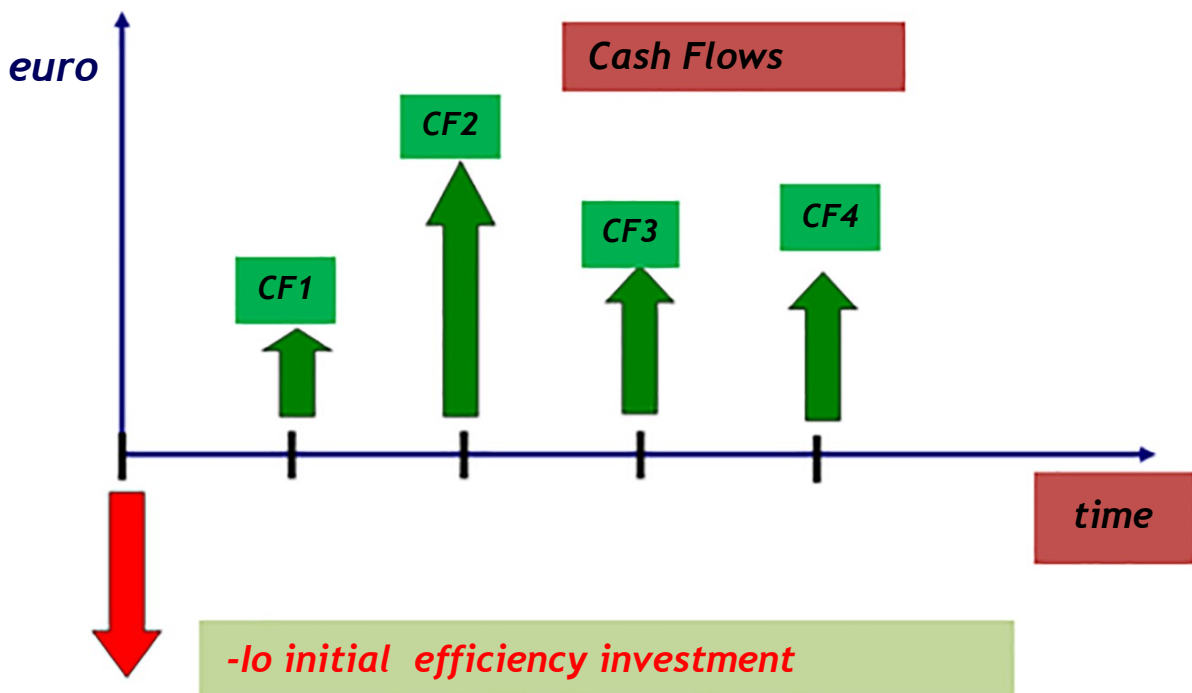 euro
Cash Flows
CF2
CF3
CF4
CF1
time
-Io initial efficiency investment